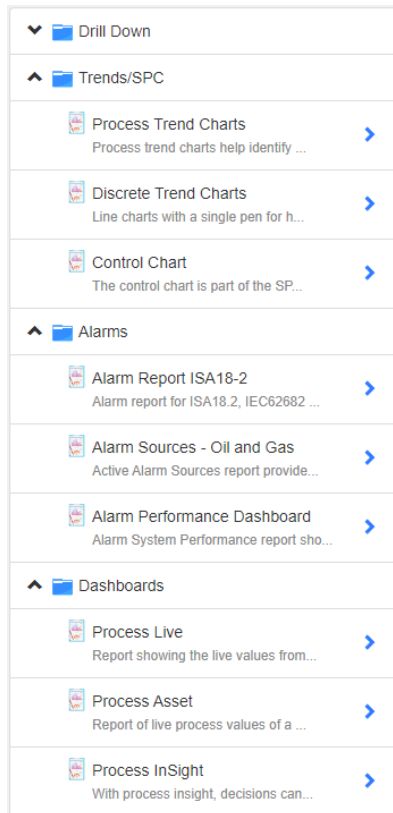 Drill Down
Trends/SPC
Process Trend Charts
Process trend charts help identify ...
Discrete Trend Charts
Line charts with a single pen for h...
Control Chart
The control chart is part of the SP...
Alarms
Alarm Report ISA18-2
Alarm report for ISA18.2, IEC62682 ...
Alarm Sources - Oil and Gas
Active Alarm Sources report provide...
Alarm Performance Dashboard
Alarm System Performance report sho...
Dashboards
Process Live
Report showing the live values from...
Process Asset
Report of live process values of a ...
Process InSight
With process insight, decisions can...